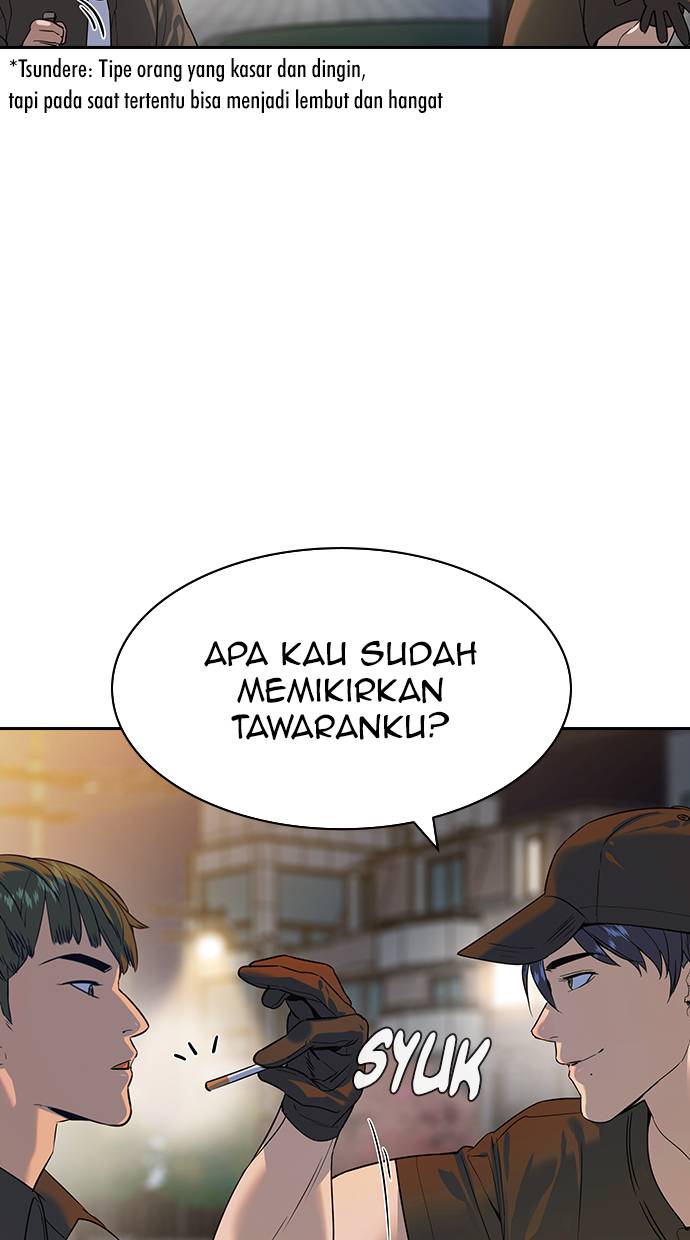 *Tsundere: Tipe orang yang kasar dan dingin,
tapi pada saat tertentu bisa menjadi lembut dan hangat
APA KAU SUDAH
MEMIKIRKAN
TAWARANKU?
SYUK